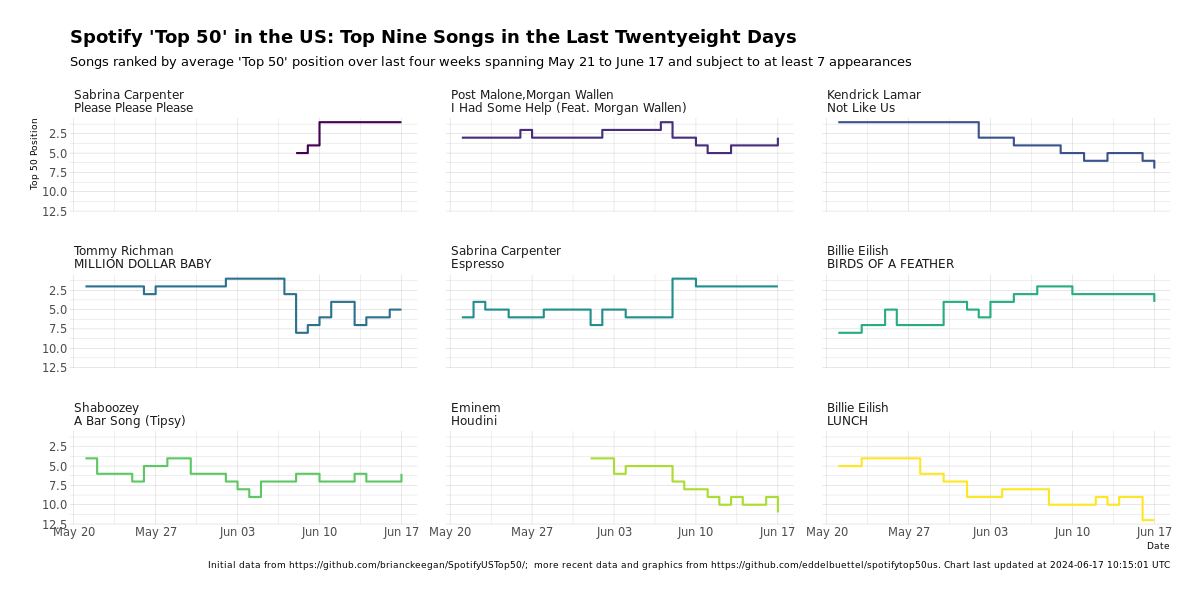 Spotify 'Top 50' in the US: Top Nine Songs in the Last Twentyeight Days
Songs ranked by average 'Top 50' position over last four weeks spanning May 21 to June 17 and subject to at least 7 appearances
Sabrina Carpenter
Please Please Please
Post Malone,Morgan Wallen
I Had Some Help (Feat. Morgan Wallen)
Kendrick Lamar
Not Like Us
Top 50 Position
2.5
5.0
7.5
10.0
12.5
Tommy Richman
MILLION DOLLAR BABY
Sabrina Carpenter
Espresso
Billie Eilish
BIRDS OF A FEATHER
2.5
5.0
7.5
10.0
12.5
Shaboozey
A Bar Song (Tipsy)
Eminem
Houdini
Billie Eilish
LUNCH
2.5
5.0
7.5
10.0
12.5
May 20 May 27 Jun 03 Jun 10 Jun 17 May 20 May 27 Jun 03 Jun 10 Jun 17 May 20 May 27 Jun 03 Jun 10 Jun 17
Date
Initial data from https://github.com/brianckeegan/SpotifyUSTop50/; more recent data and graphics from https://github.com/eddelbuettel/spotifytop50us. Chart last updated at 2024-06-17 10:15:01 UTC